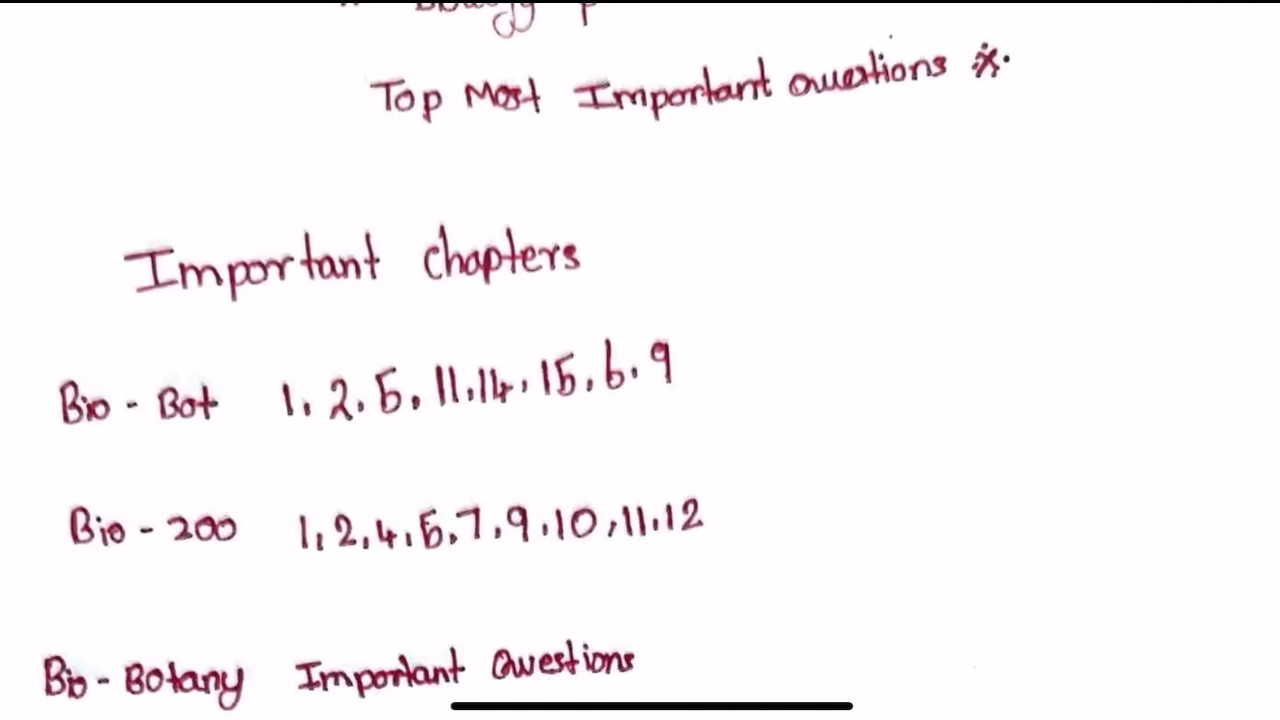 Top Most Important Questions ※
Important Chapters
Bio - Bot 1, 2, 5, 11, 14, 15, 6, 9
Bio - Zoo 1, 2, 4, 5, 7, 9, 10, 11, 12
Bio - Botany Important Questions